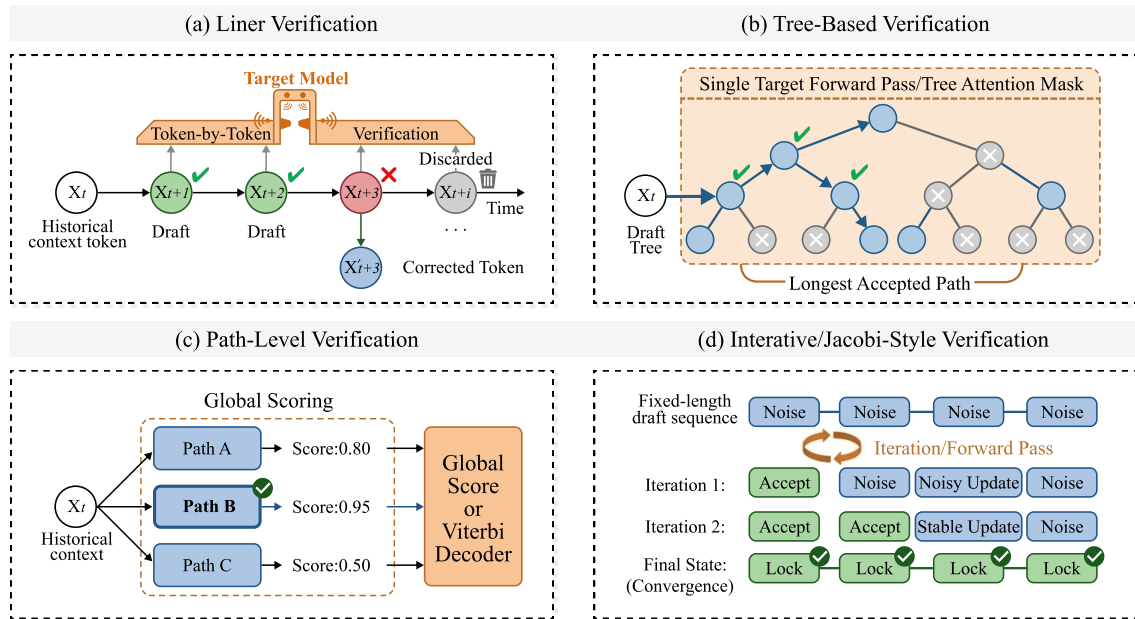 (a) Liner Verification
Target Model
Token-by-Token
Verification
Discarded
Xt
Xt+1
Xt+2
Xt+3
Xt+i
Time
Historical
context token
Draft
Draft
. . .
X′t+3
Corrected Token
(b) Tree-Based Verification
Single Target Forward Pass/Tree Attention Mask
Xt
Draft
Tree
Longest Accepted Path
(c) Path-Level Verification
Global Scoring
Path A
Score:0.80
Xt
Historical
context
Path B
Score:0.95
Path C
Score:0.50
Global
Score
or
Viterbi
Decoder
(d) Interative/Jacobi-Style Verification
Fixed-length
draft sequence
Noise
Noise
Noise
Noise
Iteration/Forward Pass
Iteration 1:
Accept
Noise
Noisy Update
Noise
Iteration 2:
Accept
Accept
Stable Update
Noise
Final State:
(Convergence)
Lock
Lock
Lock
Lock